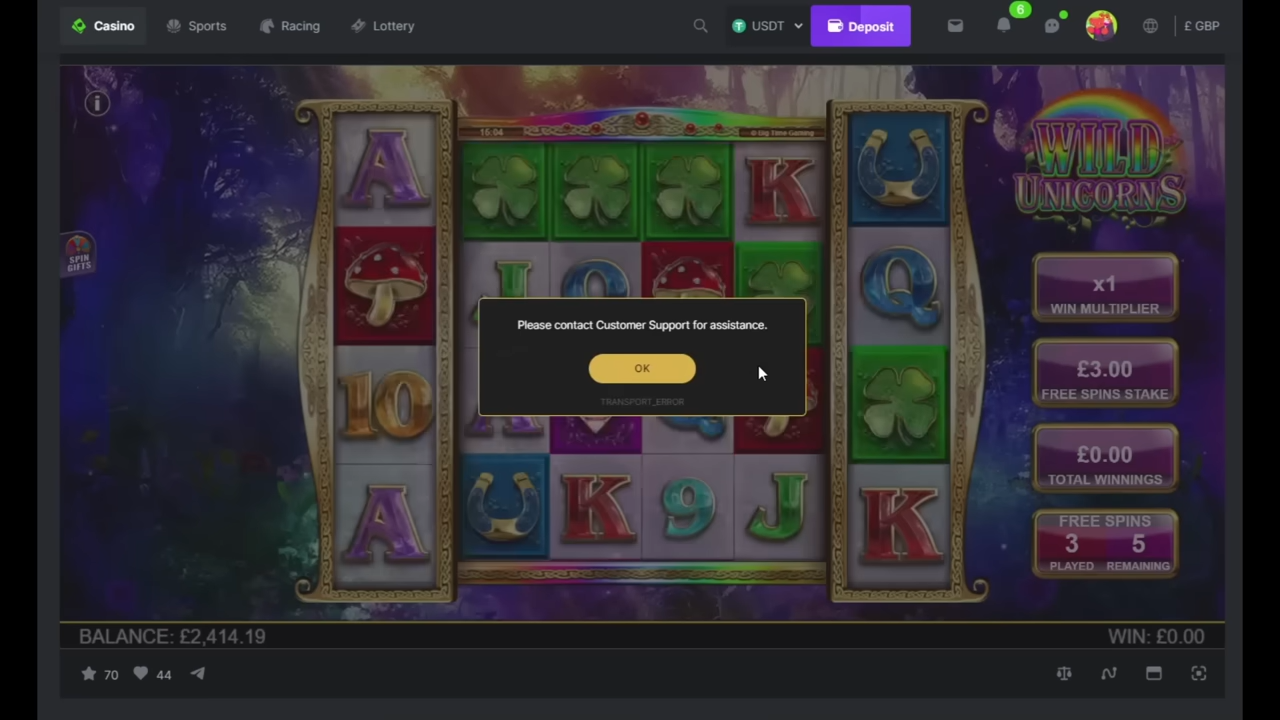 Casino
Sports
Racing
Lottery
USDT
Deposit
6
£ GBP
i
15:04
© Big Time Gaming
WILD
UNICORNS
SPIN
GIFTS
A
K
J
Q
Q
x1
WIN MULTIPLIER
Please contact Customer Support for assistance.
OK
TRANSPORT_ERROR
£3.00
FREE SPINS STAKE
10
A
Q
£0.00
TOTAL WINNINGS
A
K
9
J
K
FREE SPINS
3 5
PLAYED REMAINING
BALANCE: £2,414.19
WIN: £0.00
70
44